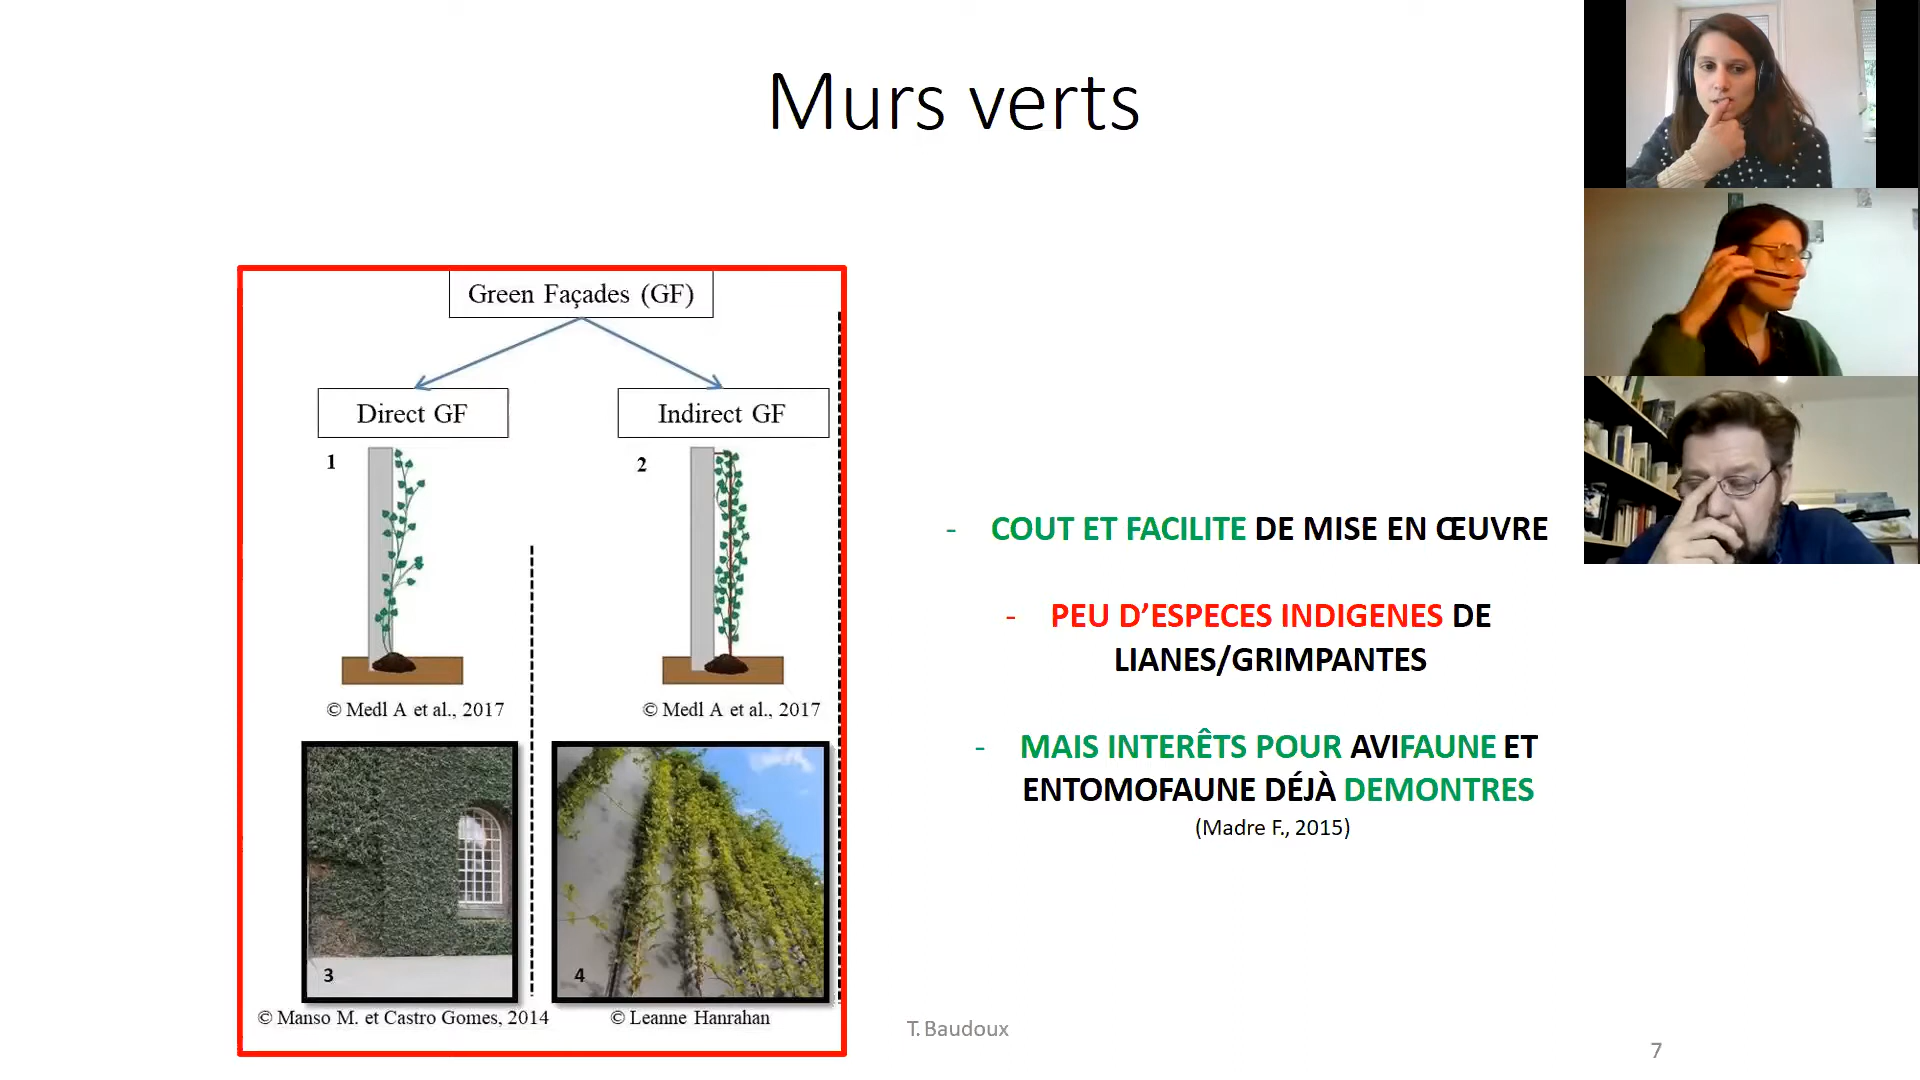 Murs verts
Green Façades (GF)
Direct GF
Indirect GF
1
2
© Medl A et al., 2017
© Medl A et al., 2017
3
4
© Manso M. et Castro Gomes, 2014
© Leanne Hanrahan
- COUT ET FACILITE DE MISE EN ŒUVRE
- PEU D’ESPECES INDIGENES DE
LIANES/GRIMPANTES
- MAIS INTERÊTS POUR AVIFAUNE ET
ENTOMOFAUNE DÉJÀ DEMONTRES
(Madre F., 2015)
T. Baudoux
7